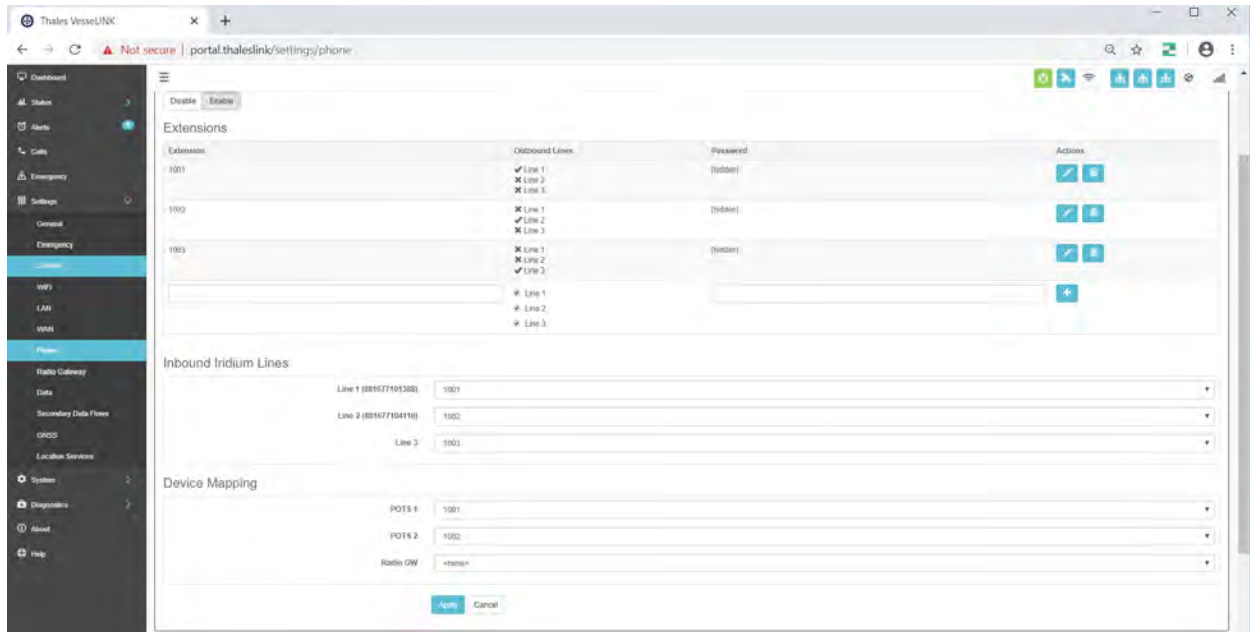 Thales VesseLINK
Not secure | portal.thaleslink/settings/phone
Dashboard
Status
Alerts
Calls
Emergency
Settings
General
Emergency
WiFi
LAN
WAN
Phone
Radio Gateway
Data
Secondary Data Flows
GNSS
Location Services
System
Diagnostics
About
Help
Disable Enable
Extensions
Extension Outbound Lines Password Actions
1001 Line 1 [hidden]
Line 2
Line 3
1002 Line 1 [hidden]
Line 2
Line 3
1003 Line 1 [hidden]
Line 2
Line 3
Line 1
Line 2
Line 3
Inbound Iridium Lines
Line 1 (881677101308) 1001
Line 2 (881677104110) 1002
Line 3 1003
Device Mapping
POTS 1 1001
POTS 2 1002
Radio GW <none>
Apply Cancel